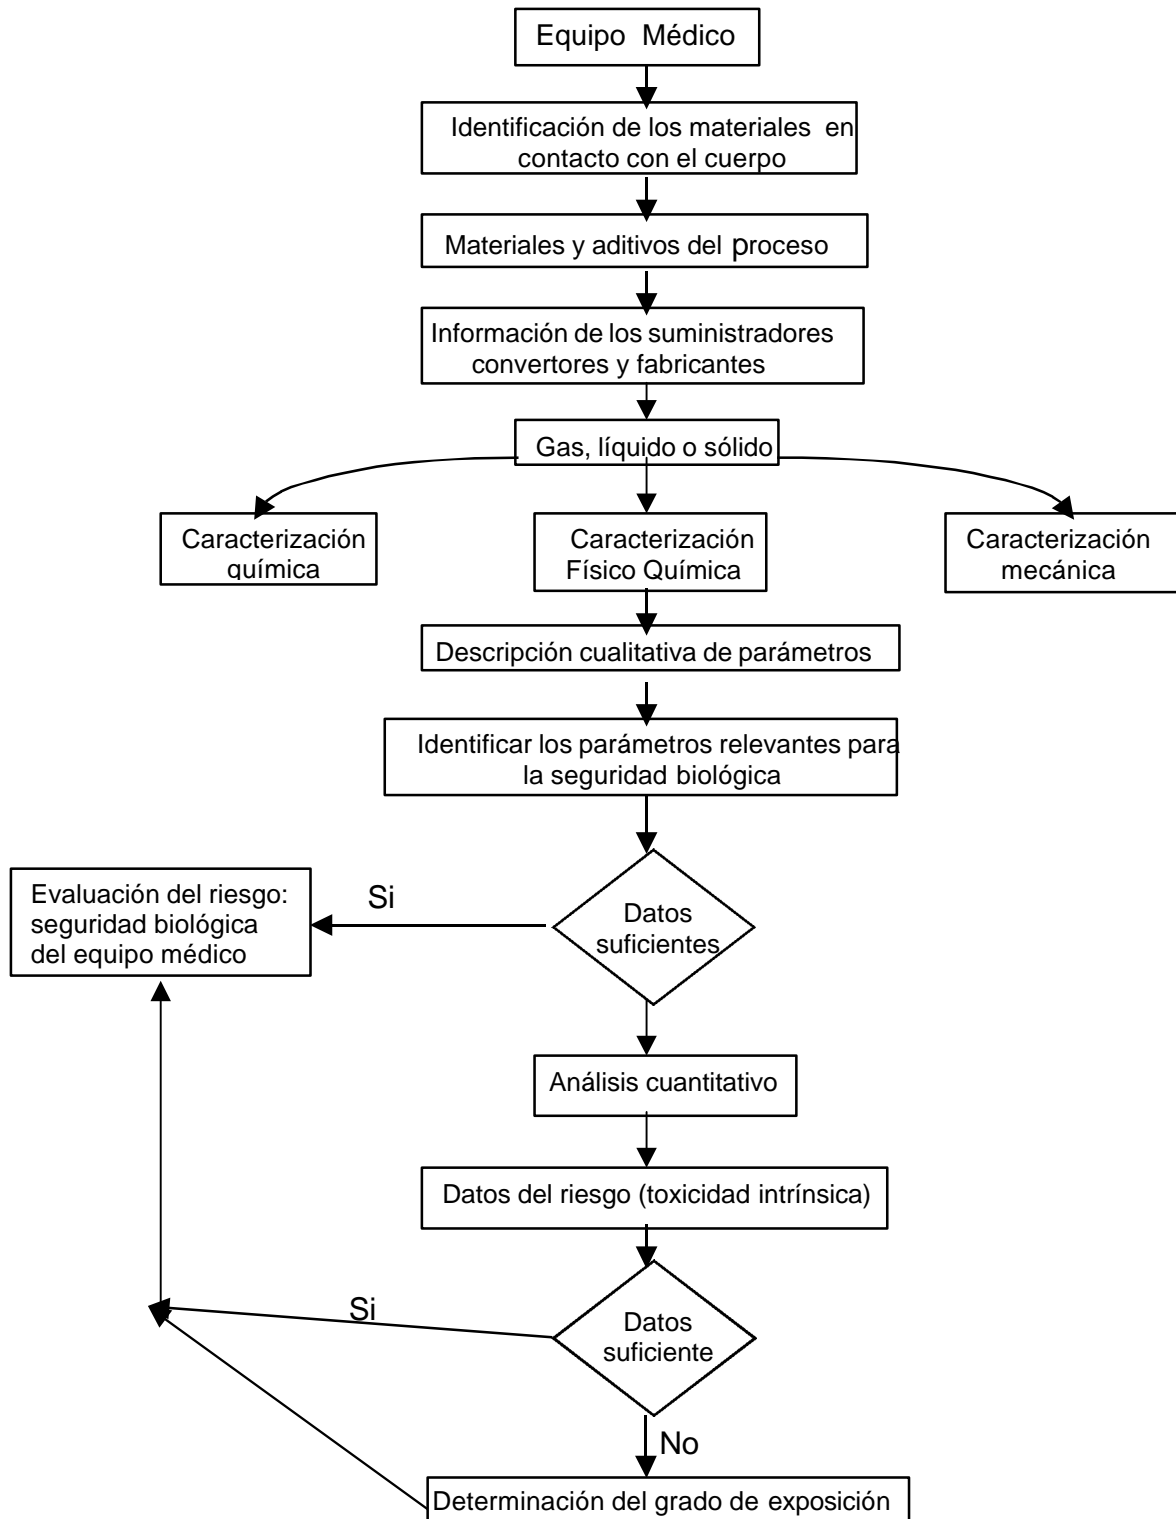 Equipo Médico
Identificación de los materiales en
contacto con el cuerpo
Materiales y aditivos del proceso
Información de los suministradores
convertores y fabricantes
Gas, líquido o sólido
Caracterización
química
Caracterización
Físico Química
Caracterización
mecánica
Descripción cualitativa de parámetros
Identificar los parámetros relevantes para
la seguridad biológica
Evaluación del riesgo:
seguridad biológica
del equipo médico
Si
Datos
suficientes
Análisis cuantitativo
Datos del riesgo (toxicidad intrínsica)
Si
Datos
suficiente
No
Determinación del grado de exposición